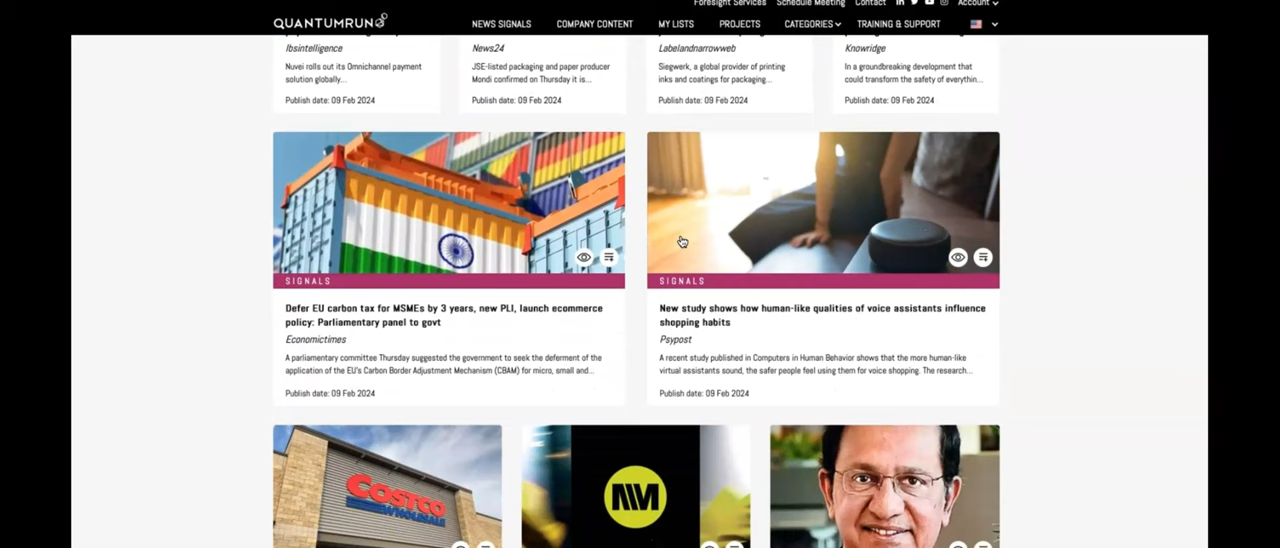 Foresight Services Schedule Meeting Contact Account
QUANTUMRUN
NEWS SIGNALS COMPANY CONTENT MY LISTS PROJECTS CATEGORIES TRAINING & SUPPORT
Ibsintelligence
Nuvei rolls out its Omnichannel payment
solution globally...
Publish date: 09 Feb 2024
News24
JSE-listed packaging and paper producer
Mondi confirmed on Thursday it is...
Publish date: 09 Feb 2024
Labelandnarrowweb
Siegwerk, a global provider of printing
inks and coatings for packaging...
Publish date: 09 Feb 2024
Knowridge
In a groundbreaking development that
could transform the safety of everythin...
Publish date: 09 Feb 2024
SIGNALS
Defer EU carbon tax for MSMEs by 3 years, new PLI, launch ecommerce
policy: Parliamentary panel to govt
Economictimes
A parliamentary committee Thursday suggested the government to seek the deferment of the
application of the EU's Carbon Border Adjustment Mechanism (CBAM) for micro, small and...
Publish date: 09 Feb 2024
SIGNALS
New study shows how human-like qualities of voice assistants influence
shopping habits
Psypost
A recent study published in Computers in Human Behavior shows that the more human-like
virtual assistants sound, the safer people feel using them for voice shopping. The research...
Publish date: 09 Feb 2024
COSTCO
WHOLESALE